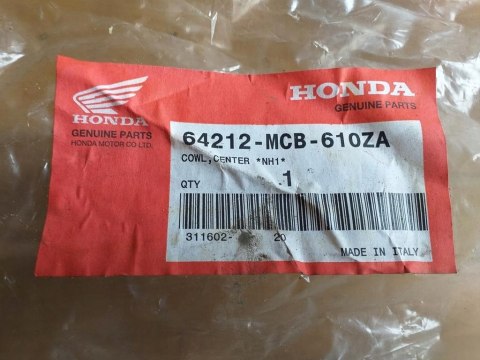 HONDA
GENUINE PARTS
HONDA MOTOR CO.LTD.
HONDA
GENUINE PARTS
64212-MCB-610ZA
COWL,CENTER *NH1*
QTY 1
311602- 20
MADE IN ITALY